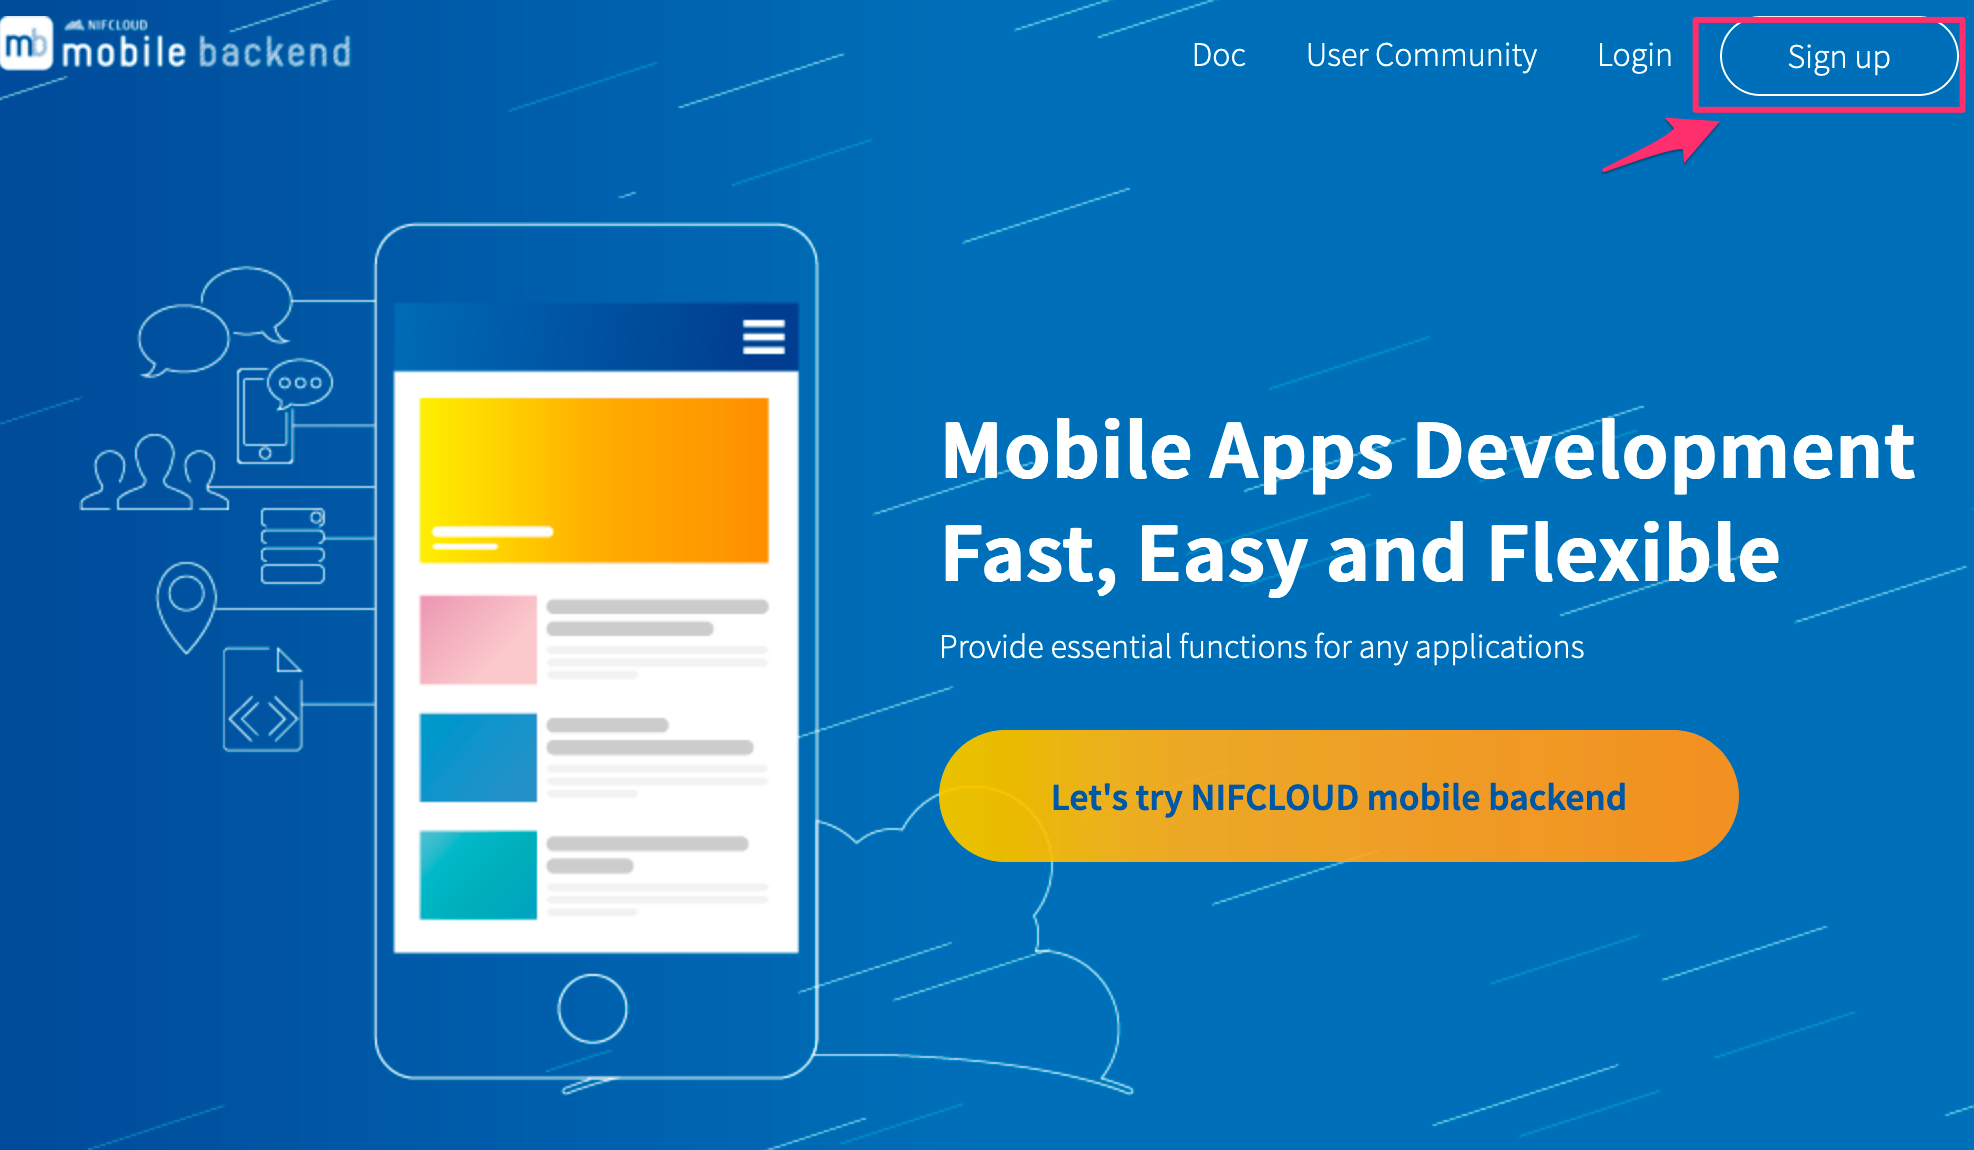 NIFCLOUD
mb mobile backend
Doc User Community Login Sign up
Mobile Apps Development
Fast, Easy and Flexible
Provide essential functions for any applications
Let's try NIFCLOUD mobile backend